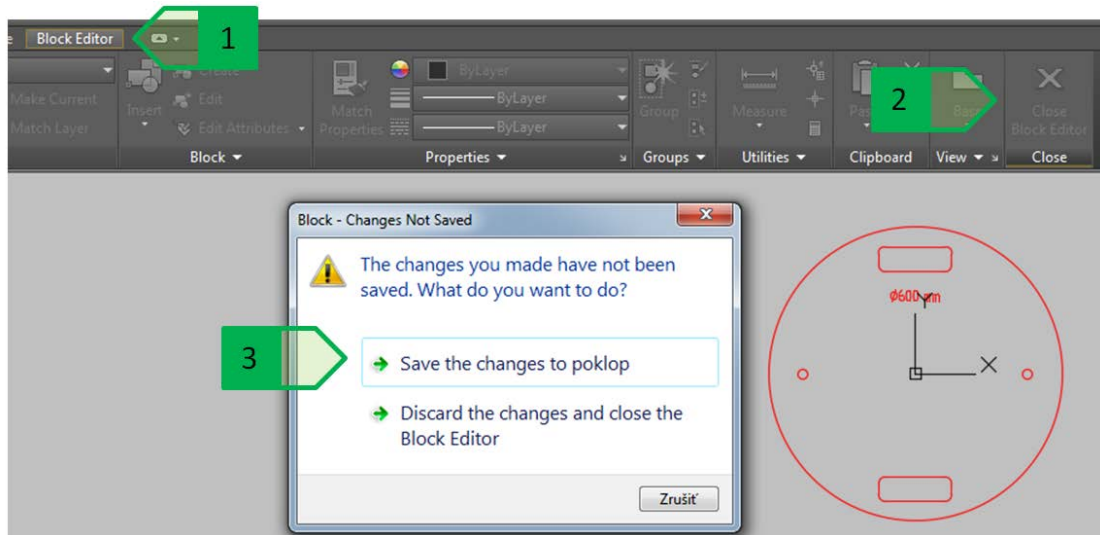 Block Editor
1
Create
ByLayer
Make Current
Insert
Edit
Match
Properties
ByLayer
Group
Measure
2
Base
Close
Block Editor
Match Layer
Edit Attributes
ByLayer
Block
Properties
Groups
Utilities
Clipboard
View
Close
Block - Changes Not Saved
The changes you made have not been
saved. What do you want to do?
3
Save the changes to poklop
Discard the changes and close the
Block Editor
Zrušiť
Y
X